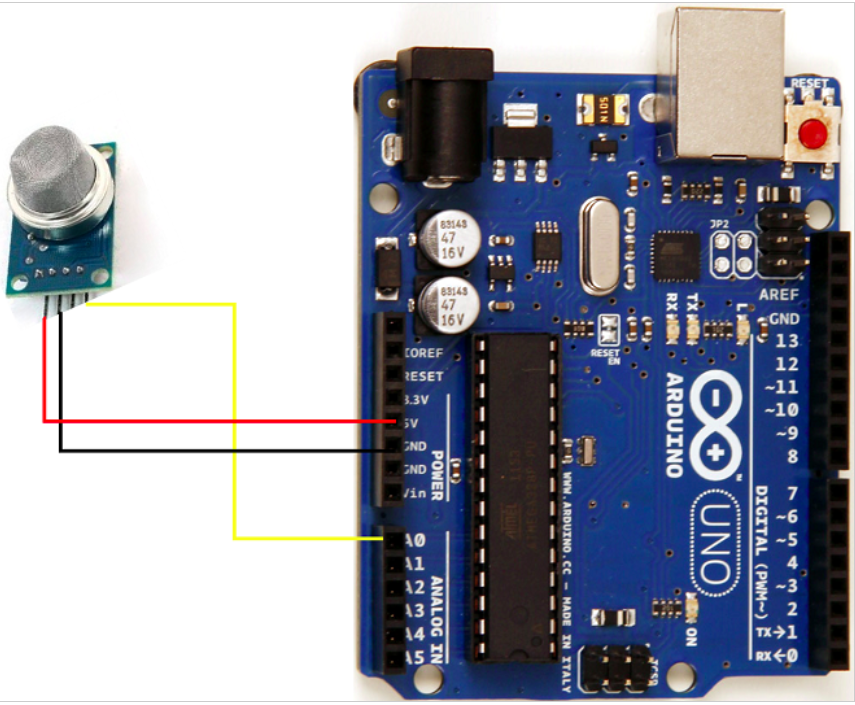 RESET
501N
83143
47
16V
83143
47
16V
JP2
AREF
GND
RX
TX
L
RESET
EN
IOREF
RESET
3.3V
5V
GND
GND
Vin
POWER
A0
A1
A2
A3
A4
A5
ANALOG IN
ATMEL
WWW.ARDUINO.CC - MADE IN ITALY
ARDUINO
UNO
13
12
~11
~10
~9
8
7
~6
~5
4
~3
2
TX→1
RX←0
DIGITAL (PWM~)
ON
ICSP